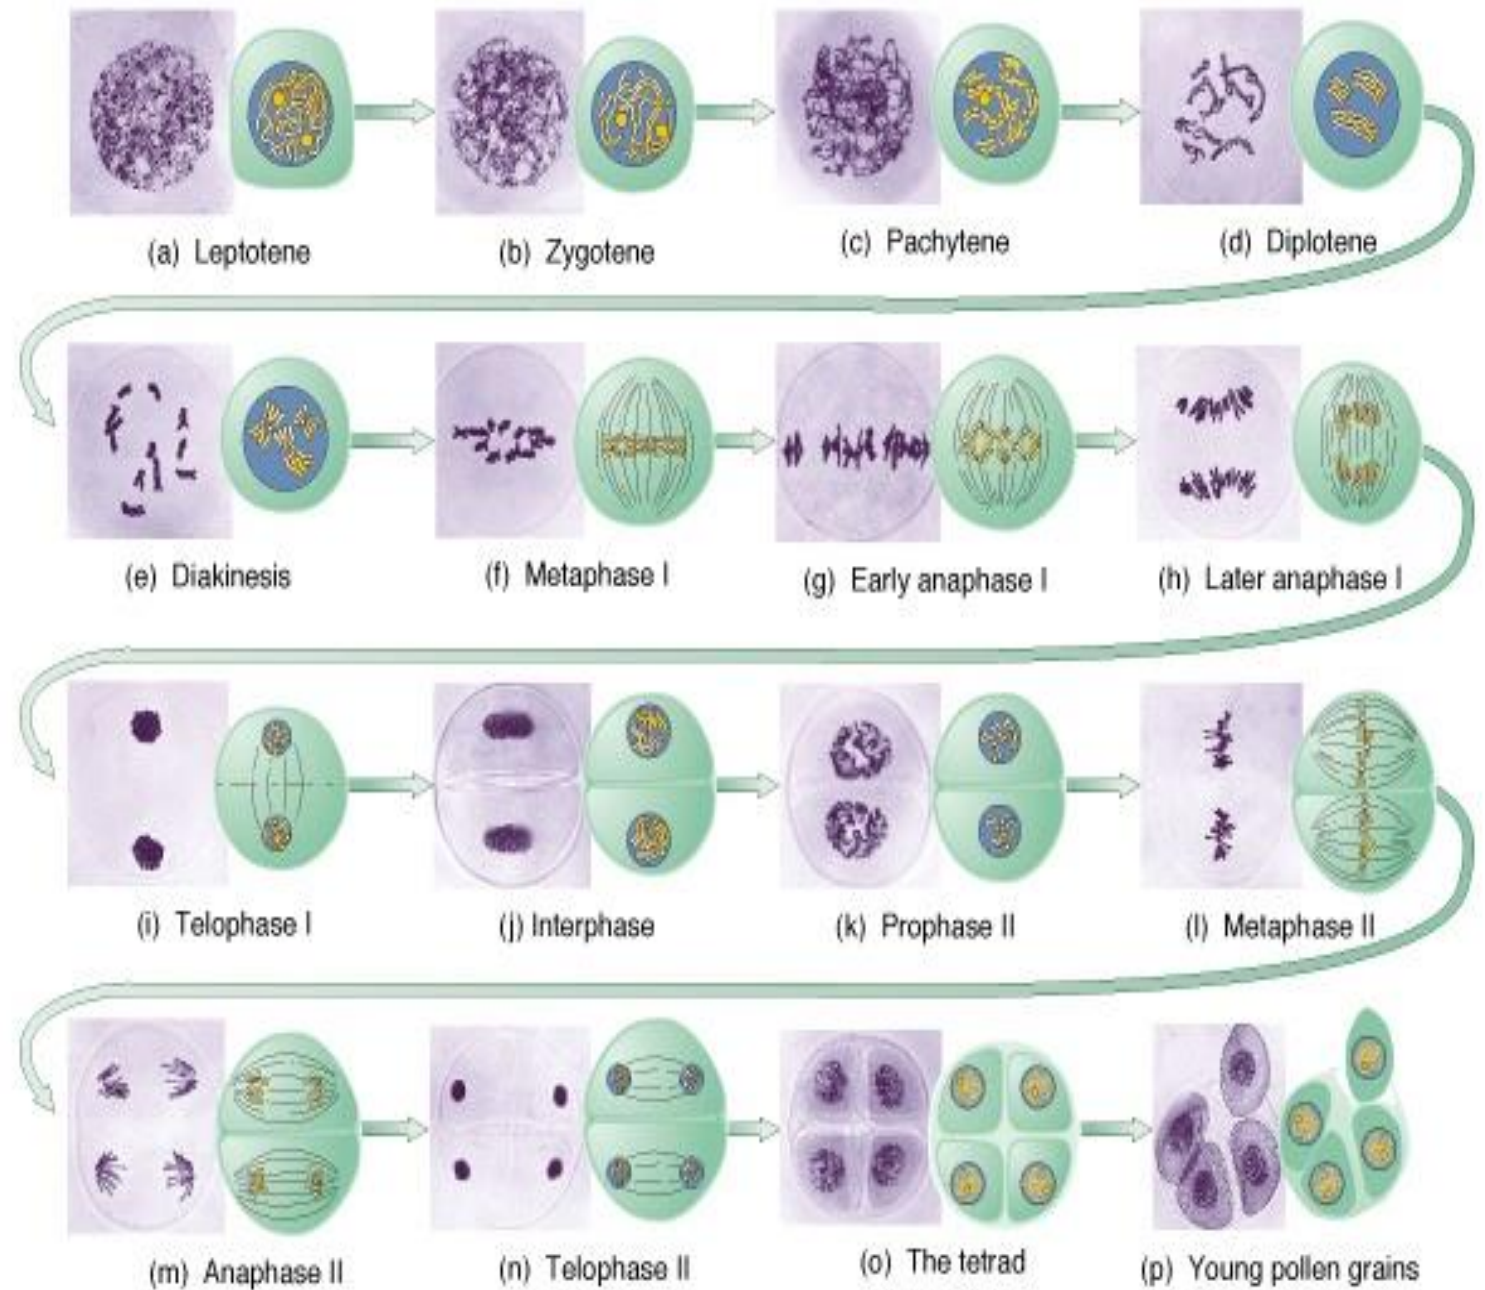 (a) Leptotene
(b) Zygotene
(c) Pachytene
(d) Diplotene
(e) Diakinesis
(f) Metaphase I
(g) Early anaphase I
(h) Later anaphase I
(i) Telophase I
(j) Interphase
(k) Prophase II
(l) Metaphase II
(m) Anaphase II
(n) Telophase II
(o) The tetrad
(p) Young pollen grains